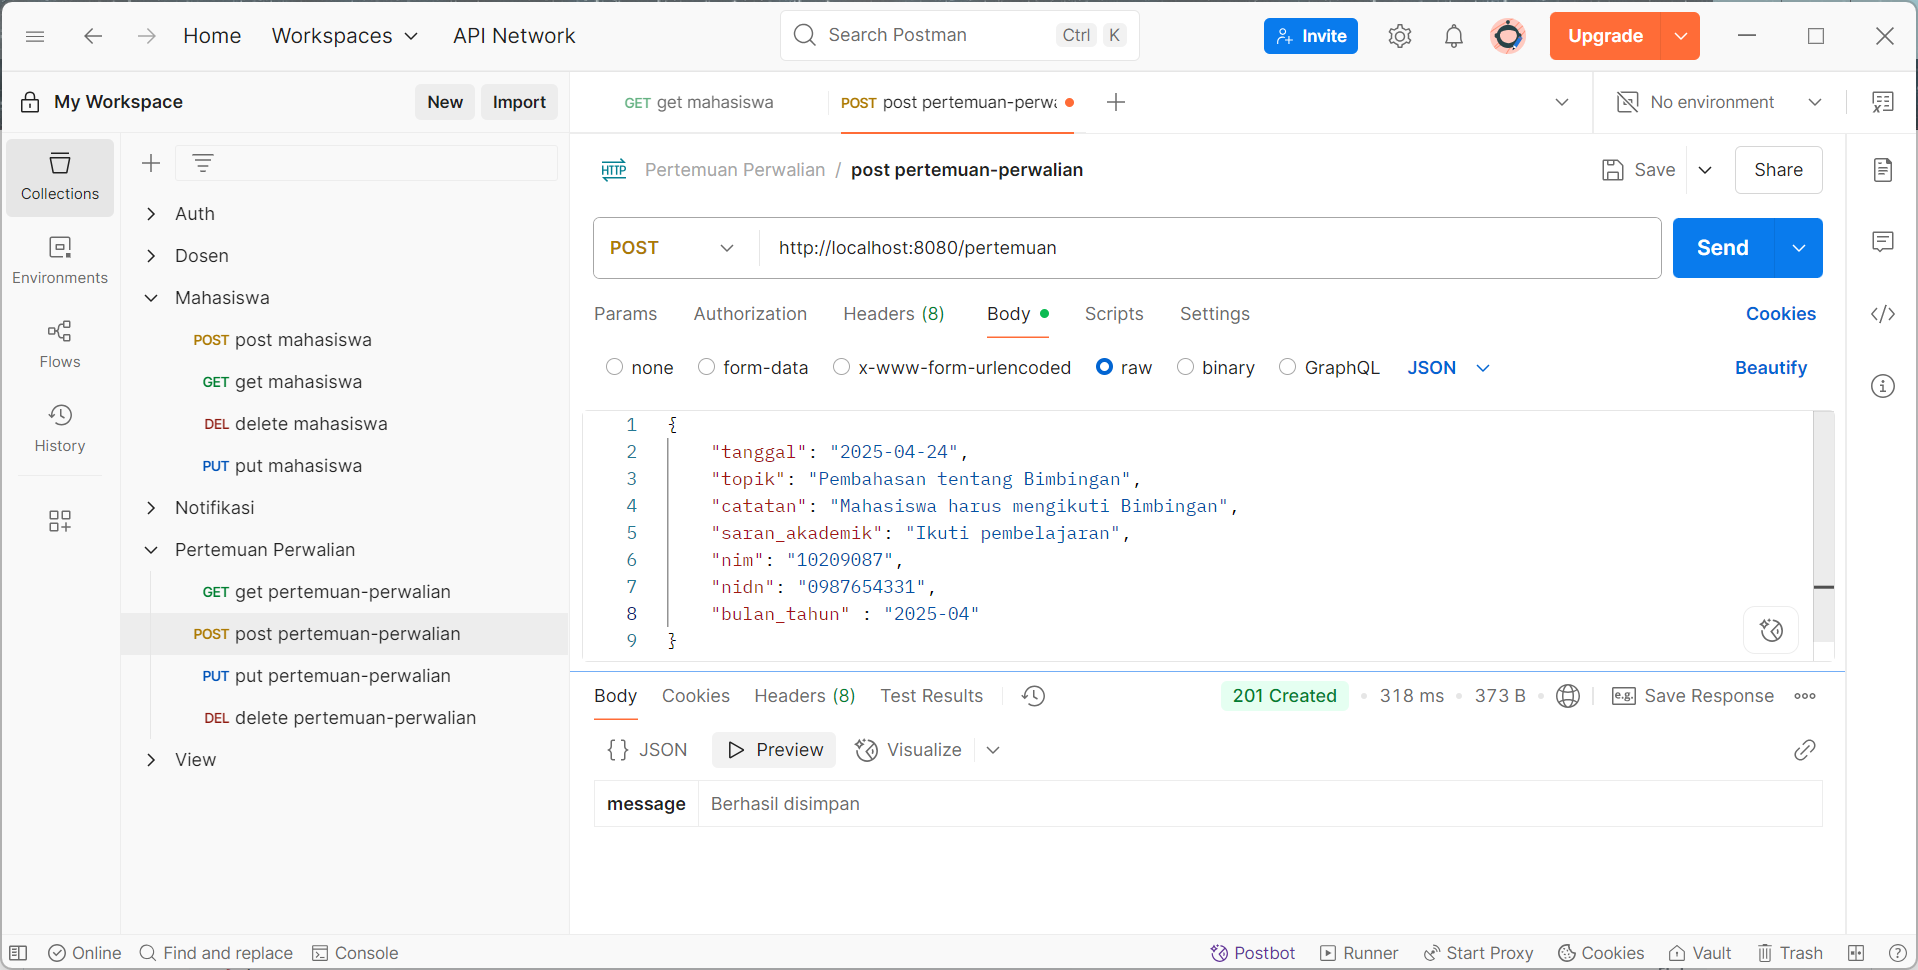 Home Workspaces API Network Search Postman Ctrl K Invite Upgrade
My Workspace New Import GET get mahasiswa POST post pertemuan-perwa No environment
Collections
Environments
Flows
History
Auth
Dosen
Mahasiswa
POST post mahasiswa
GET get mahasiswa
DEL delete mahasiswa
PUT put mahasiswa
Notifikasi
Pertemuan Perwalian
GET get pertemuan-perwalian
POST post pertemuan-perwalian
PUT put pertemuan-perwalian
DEL delete pertemuan-perwalian
View
HTTP Pertemuan Perwalian / post pertemuan-perwalian Save Share
POST http://localhost:8080/pertemuan Send
Params Authorization Headers (8) Body Scripts Settings Cookies
none form-data x-www-form-urlencoded raw binary GraphQL JSON Beautify
1 {
2 "tanggal": "2025-04-24",
3 "topik": "Pembahasan tentang Bimbingan",
4 "catatan": "Mahasiswa harus mengikuti Bimbingan",
5 "saran_akademik": "Ikuti pembelajaran",
6 "nim": "10209087",
7 "nidn": "0987654331",
8 "bulan_tahun" : "2025-04"
9 }
Body Cookies Headers (8) Test Results 201 Created 318 ms 373 B e.g. Save Response
{} JSON Preview Visualize
message Berhasil disimpan
Online Find and replace Console Postbot Runner Start Proxy Cookies Vault Trash